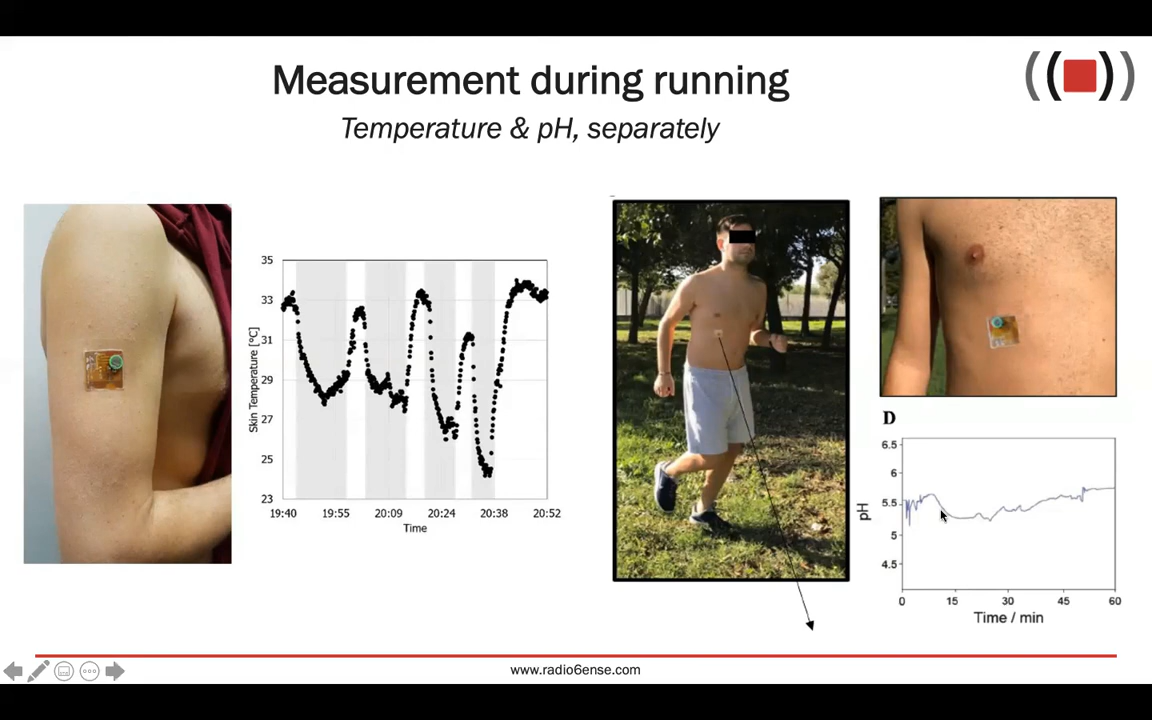 Measurement during running
Temperature & pH, separately
35
33
31
29
27
25
23
Skin Temperature [°C]
19:40 19:55 20:09 20:24 20:38 20:52
Time
D
6.5
6
5.5
5
4.5
pH
0 15 30 45 60
Time / min
www.radio6ense.com